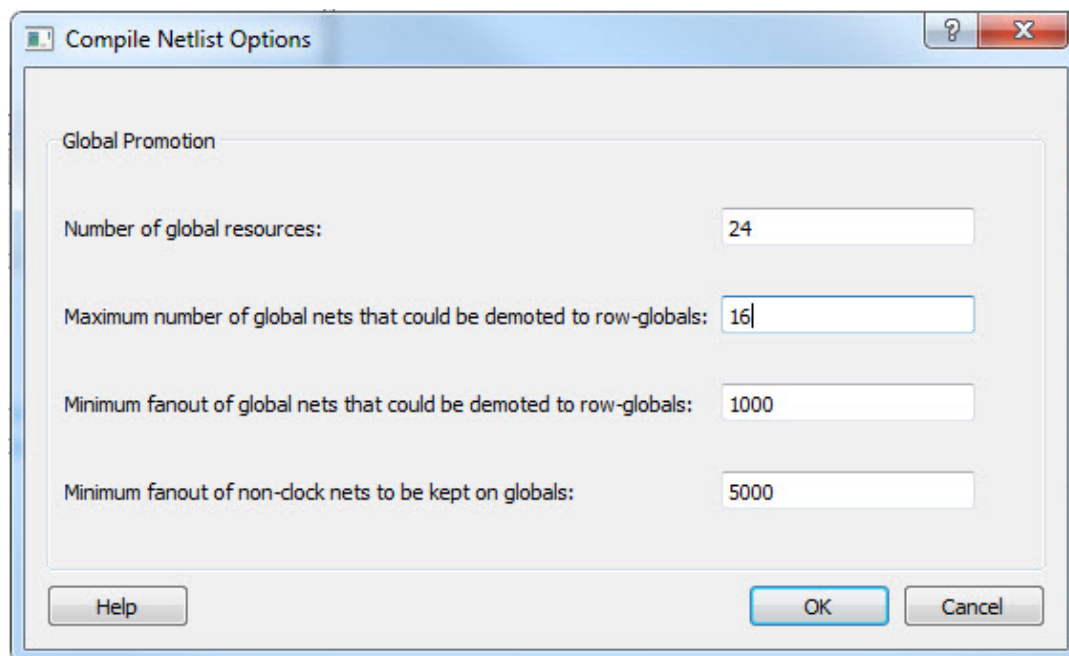 Compile Netlist Options
Global Promotion
Number of global resources: 24
Maximum number of global nets that could be demoted to row-globals: 16
Minimum fanout of global nets that could be demoted to row-globals: 1000
Minimum fanout of non-clock nets to be kept on globals: 5000
Help OK Cancel